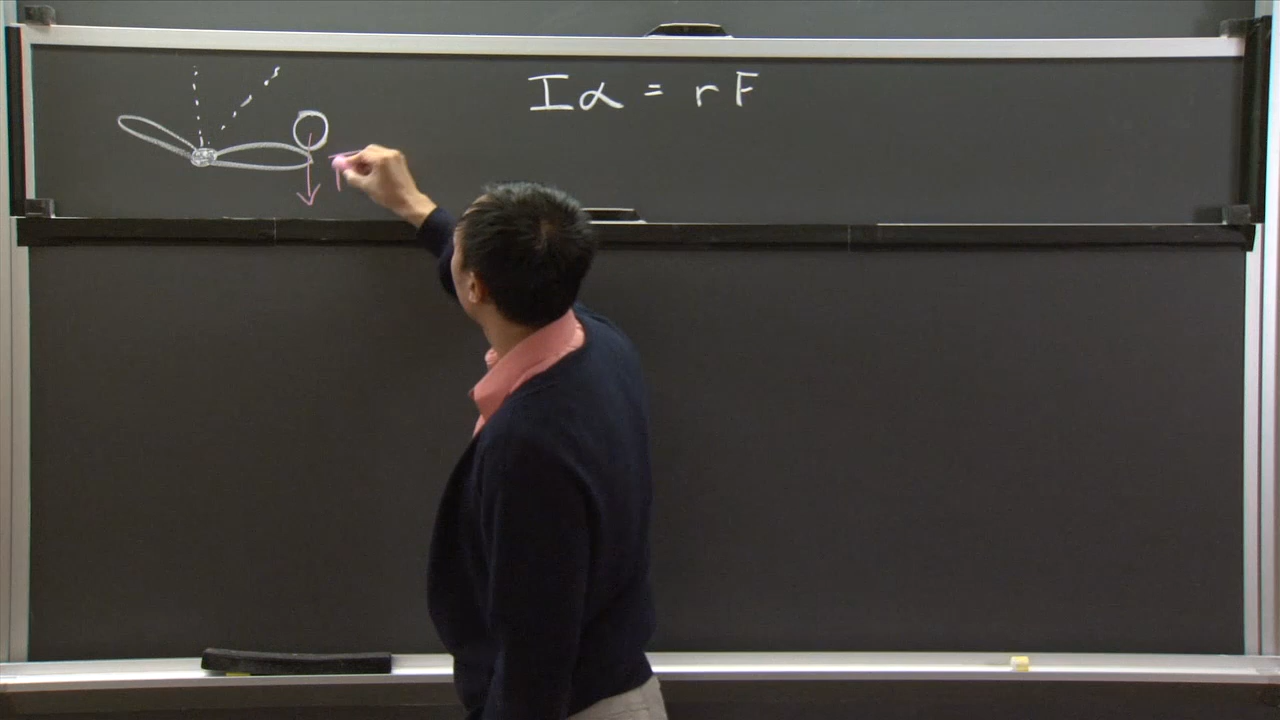 Iα = rF